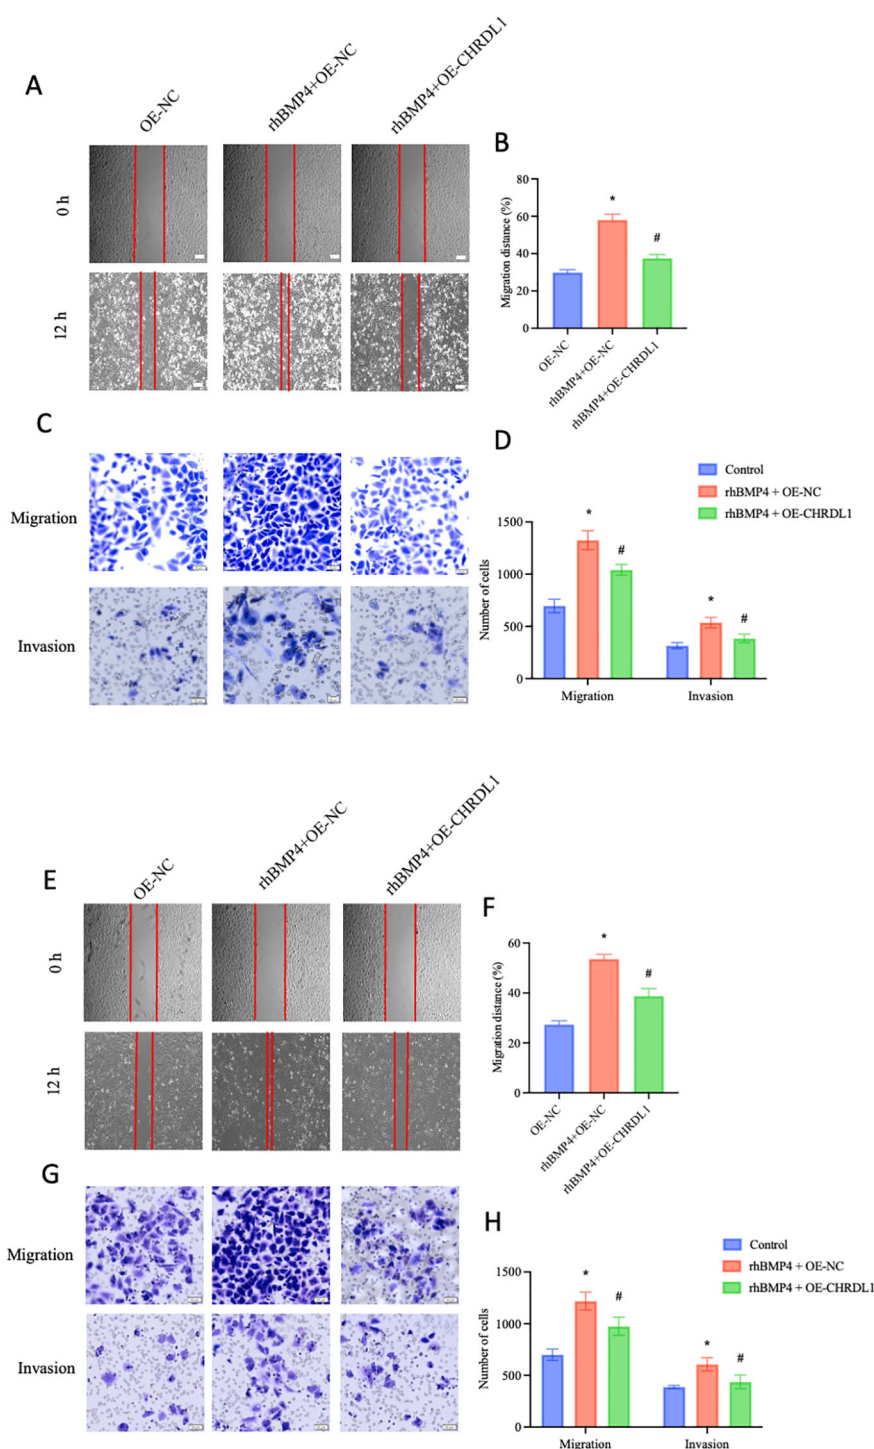 A
OE-NC
rhBMP4+OE-NC
rhBMP4+OE-CHRDL1
0 h
12 h
B
Migration distance (%)
80
60
40
20
0
*
#
OE-NC
rhBMP4+OE-NC
rhBMP4+OE-CHRDL1
C
Migration
Invasion
D
Control
rhBMP4 + OE-NC
rhBMP4 + OE-CHRDL1
Number of cells
1500
1000
500
0
*
#
*
#
Migration
Invasion
E
OE-NC
rhBMP4+OE-NC
rhBMP4+OE-CHRDL1
0 h
12 h
F
Migration distance (%)
60
40
20
0
*
#
OE-NC
rhBMP4+OE-NC
rhBMP4+OE-CHRDL1
G
Migration
Invasion
H
Control
rhBMP4 + OE-NC
rhBMP4 + OE-CHRDL1
Number of cells
1500
1000
500
0
*
#
*
#
Migration
Invasion